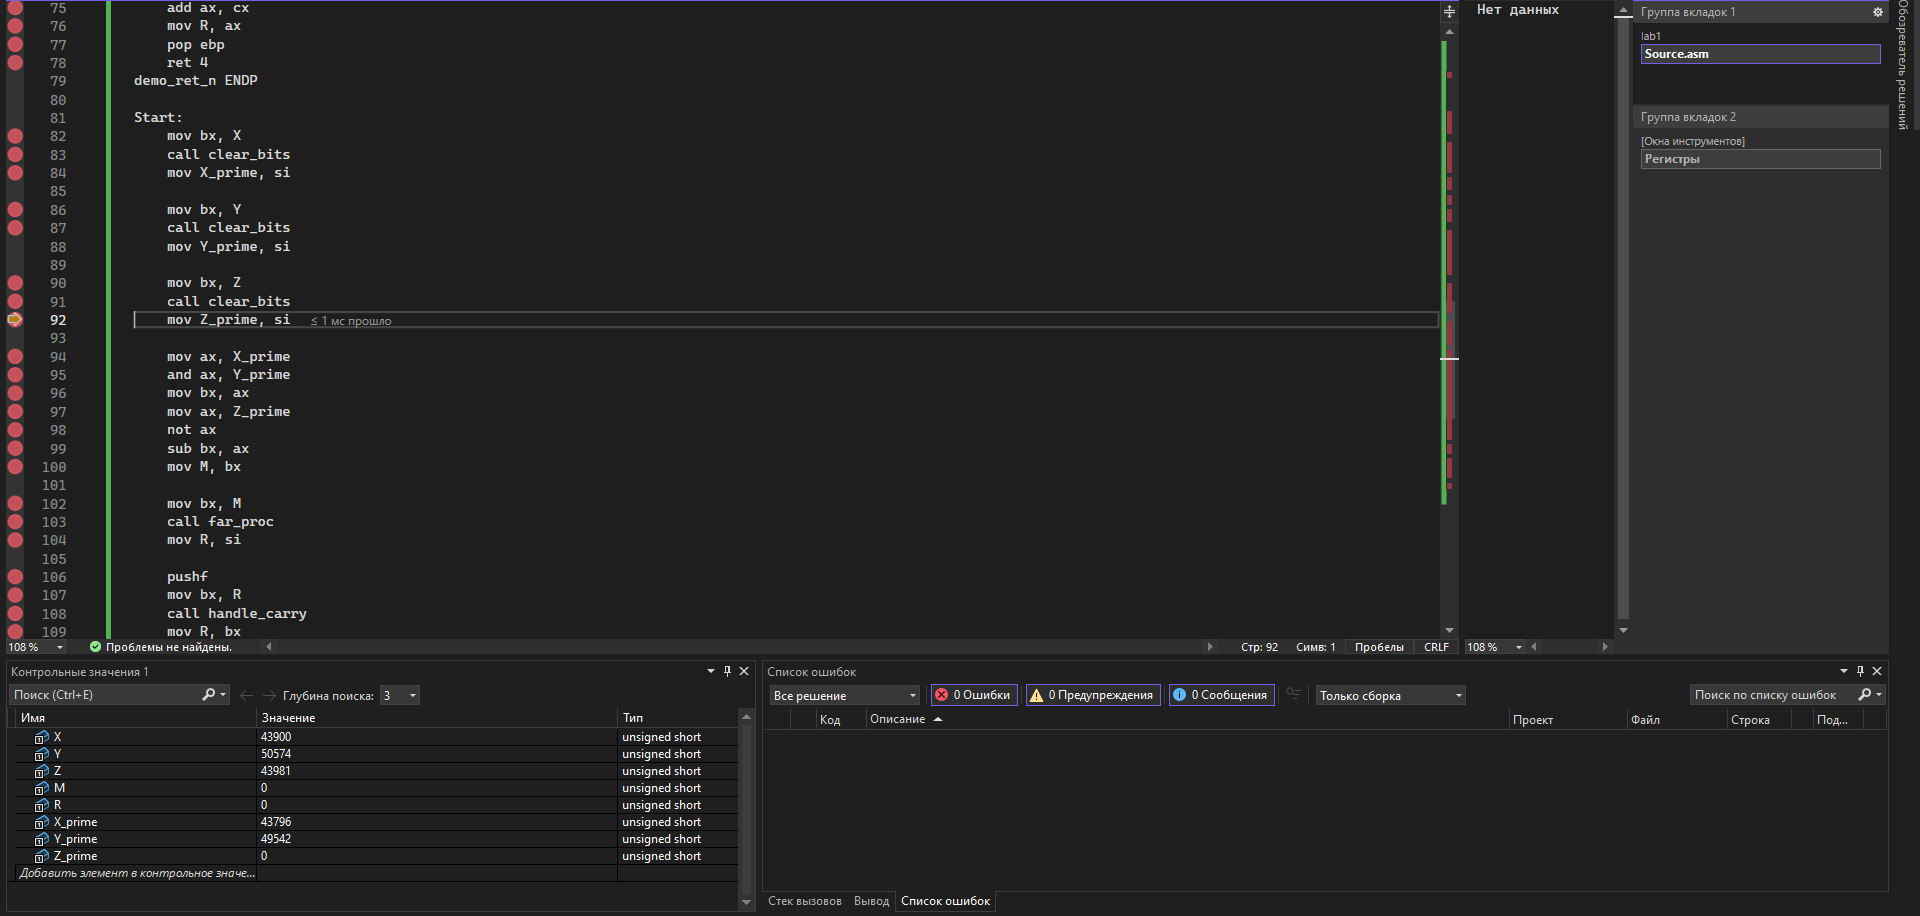 75 add ax, cx
76 mov R, ax
77 pop ebp
78 ret 4
79 demo_ret_n ENDP
80
81 Start:
82 mov bx, X
83 call clear_bits
84 mov X_prime, si
85
86 mov bx, Y
87 call clear_bits
88 mov Y_prime, si
89
90 mov bx, Z
91 call clear_bits
92 mov Z_prime, si ≤ 1 мс прошло
93
94 mov ax, X_prime
95 and ax, Y_prime
96 mov bx, ax
97 mov ax, Z_prime
98 not ax
99 sub bx, ax
100 mov M, bx
101
102 mov bx, M
103 call far_proc
104 mov R, si
105
106 pushf
107 mov bx, R
108 call handle_carry
109 mov R, bx
108 % Проблемы не найдены. Стр: 92 Симв: 1 Пробелы CRLF
Нет данных
108 %
Группа вкладок 1
lab1
Source.asm
Группа вкладок 2
[Окна инструментов]
Регистры
Обозреватель решений
Контрольные значения 1
Поиск (Ctrl+E) Глубина поиска: 3
Имя Значение Тип
X 43900 unsigned short
Y 50574 unsigned short
Z 43981 unsigned short
M 0 unsigned short
R 0 unsigned short
X_prime 43796 unsigned short
Y_prime 49542 unsigned short
Z_prime 0 unsigned short
Добавить элемент в контрольное значе...
Список ошибок
Все решение 0 Ошибки 0 Предупреждения 0 Сообщения Только сборка Поиск по списку ошибок
Код Описание Проект Файл Строка Под...
Стек вызовов Вывод Список ошибок